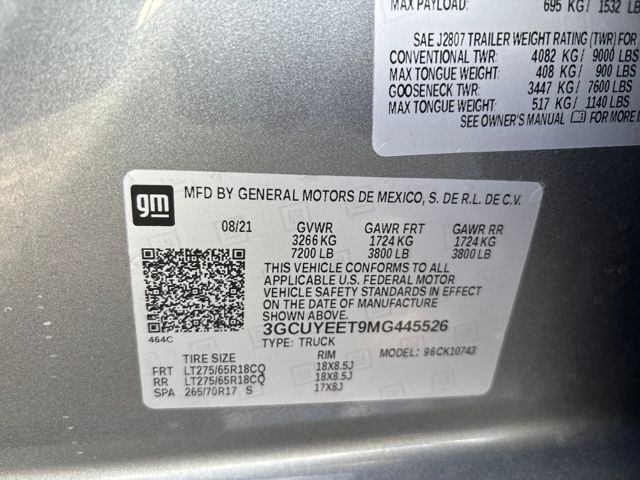 MAX PAYLOAD: 695 KG/ 1532 LB
SAE J2807 TRAILER WEIGHT RATING (TWR) FOR
CONVENTIONAL TWR: 4082 KG/ 9000 LBS
MAX TONGUE WEIGHT: 408 KG/ 900 LBS
GOOSENECK TWR: 3447 KG/ 7600 LBS
MAX TONGUE WEIGHT: 517 KG/ 1140 LBS
SEE OWNER'S MANUAL FOR MORE
gm
MFD BY GENERAL MOTORS DE MEXICO, S. DE R.L. DE C.V.
08/21 GVWR GAWR FRT GAWR RR
3266 KG 1724 KG 1724 KG
7200 LB 3800 LB 3800 LB
THIS VEHICLE CONFORMS TO ALL
APPLICABLE U.S. FEDERAL MOTOR
VEHICLE SAFETY STANDARDS IN EFFECT
ON THE DATE OF MANUFACTURE
SHOWN ABOVE.
464C
3GCUYEET9MG445526
TYPE: TRUCK MODEL: 96CK10743
TIRE SIZE RIM
FRT LT275/65R18CQ 18X8.5J
RR LT275/65R18CQ 18X8.5J
SPA 265/70R17 S 17X8J